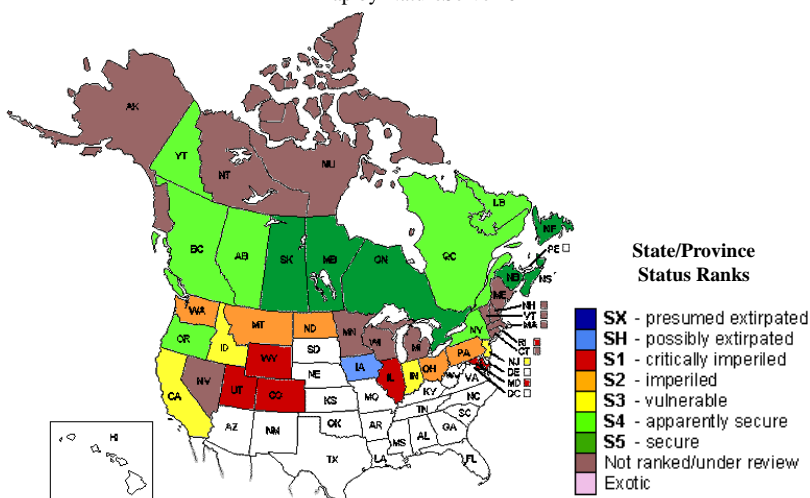 AK
YT
NT
NU
BC
AB
SK
MB
ON
QC
LB
NF
PE
NB
NS
WA
MT
ND
MN
OR
ID
WY
SD
WI
MI
NY
ME
NH
VT
MA
RI
CT
NJ
DE
MD
DC
NV
UT
CO
NE
IA
IL
IN
OH
PA
WV
VA
KY
CA
AZ
NM
KS
MO
OK
AR
TN
NC
SC
MS
AL
GA
TX
LA
FL
HI
State/Province
Status Ranks
SX - presumed extirpated
SH - possibly extirpated
S1 - critically imperiled
S2 - imperiled
S3 - vulnerable
S4 - apparently secure
S5 - secure
Not ranked/under review
Exotic